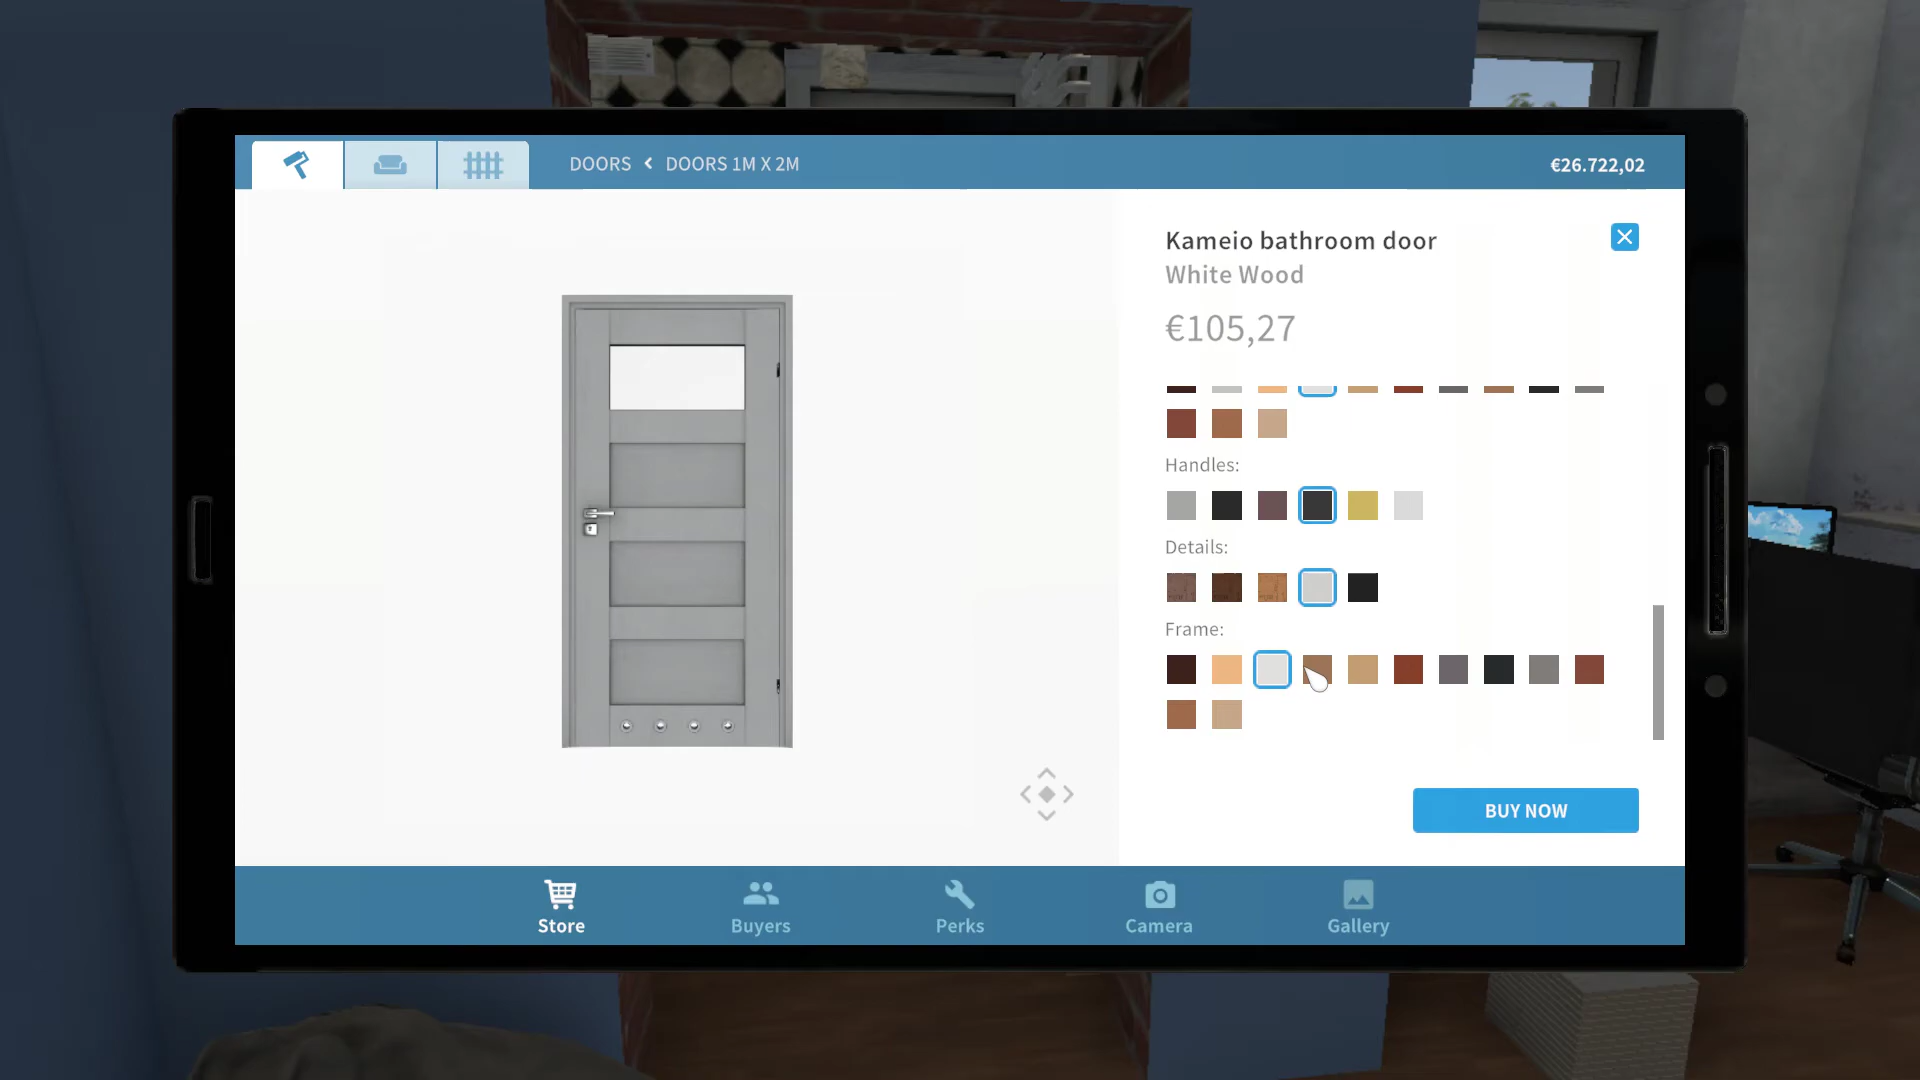 DOORS < DOORS 1M X 2M
€26.722,02
Kameio bathroom door
White Wood
€105,27
Handles:
Details:
Frame:
BUY NOW
Store
Buyers
Perks
Camera
Gallery